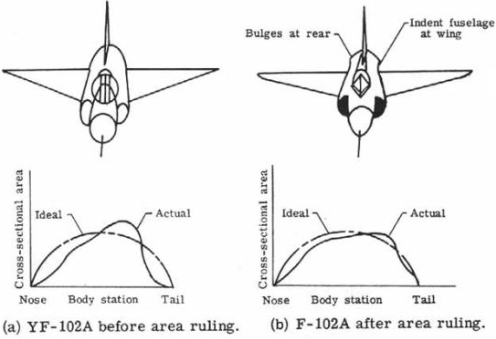 Bulges at rear
Indent fuselage
at wing
Cross-sectional area
Ideal
Actual
Nose Body station Tail
(a) YF-102A before area ruling.
Cross-sectional area
Ideal
Actual
Nose Body station Tail
(b) F-102A after area ruling.